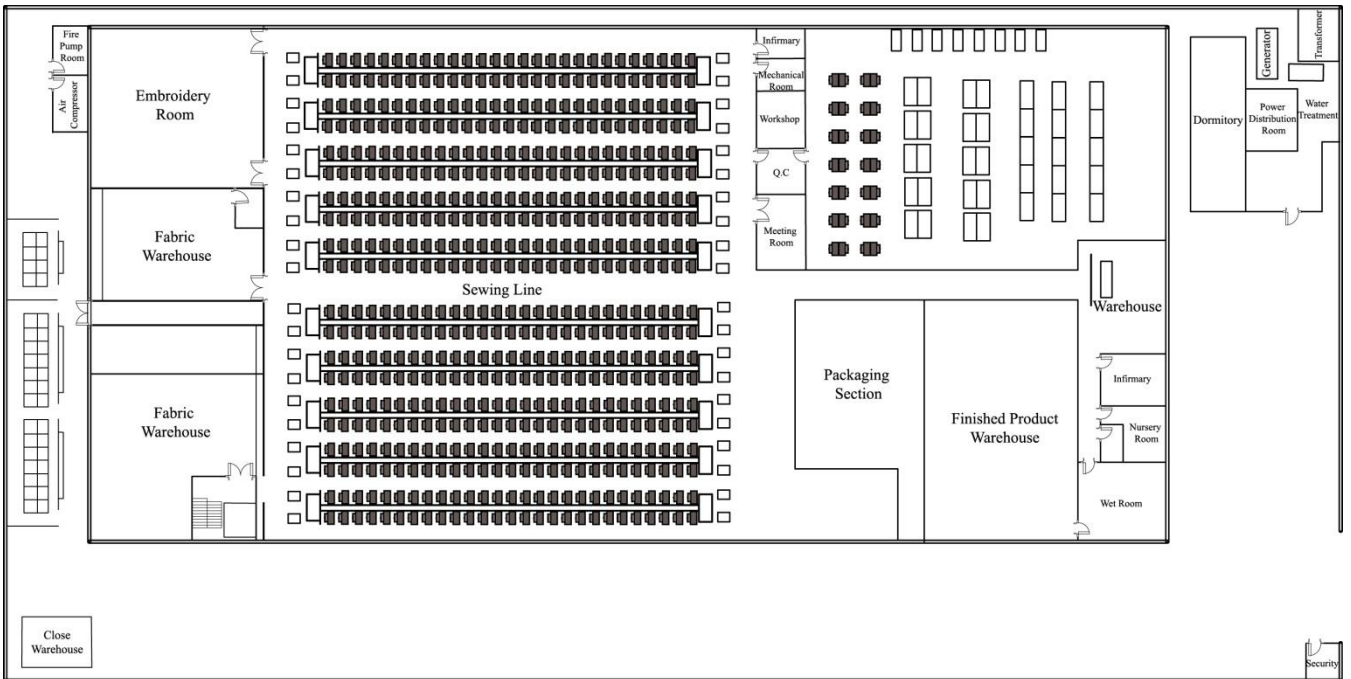 Fire
Pump
Room
Air
Compressor
Embroidery
Room
Fabric
Warehouse
Fabric
Warehouse
Sewing Line
Infirmary
Mechanical
Room
Workshop
Q.C
Meeting
Room
Packaging
Section
Finished Product
Warehouse
Warehouse
Infirmary
Nursery
Room
Wet Room
Dormitory
Generator
Transformer
Power
Distribution
Room
Water
Treatment
Close
Warehouse
Security